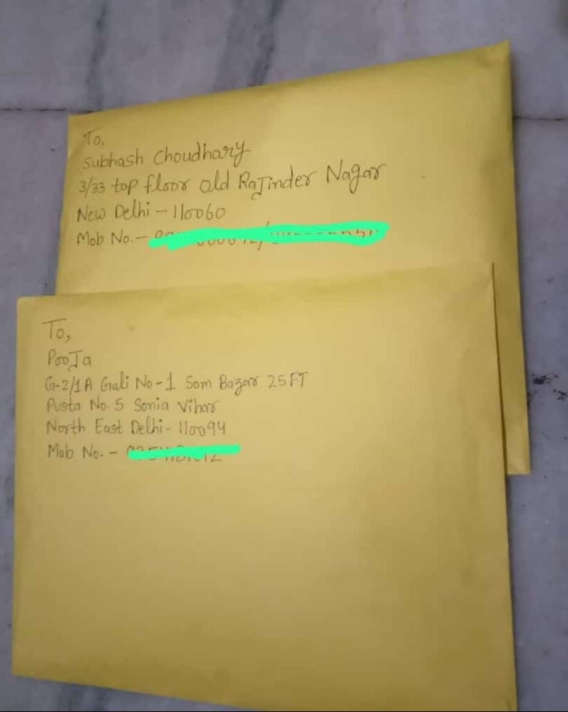 To,
Subhash Choudhary
3/33 top floor old Rajinder Nagar
New Delhi - 110060
Mob No. -
To,
Pooja
G-2/1A Gali No-1 Som Bazar 25 FT
Pusta No. 5 Sonia Vihar
North East Delhi - 110094
Mob No. -